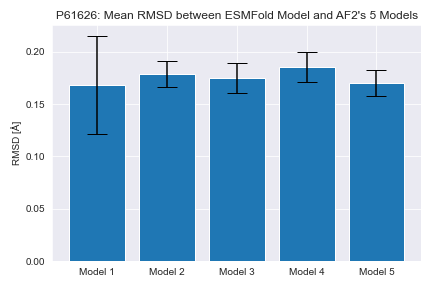 P61626: Mean RMSD between ESMFold Model and AF2's 5 Models
RMSD [Å]
0.20
0.15
0.10
0.05
0.00
Model 1 Model 2 Model 3 Model 4 Model 5